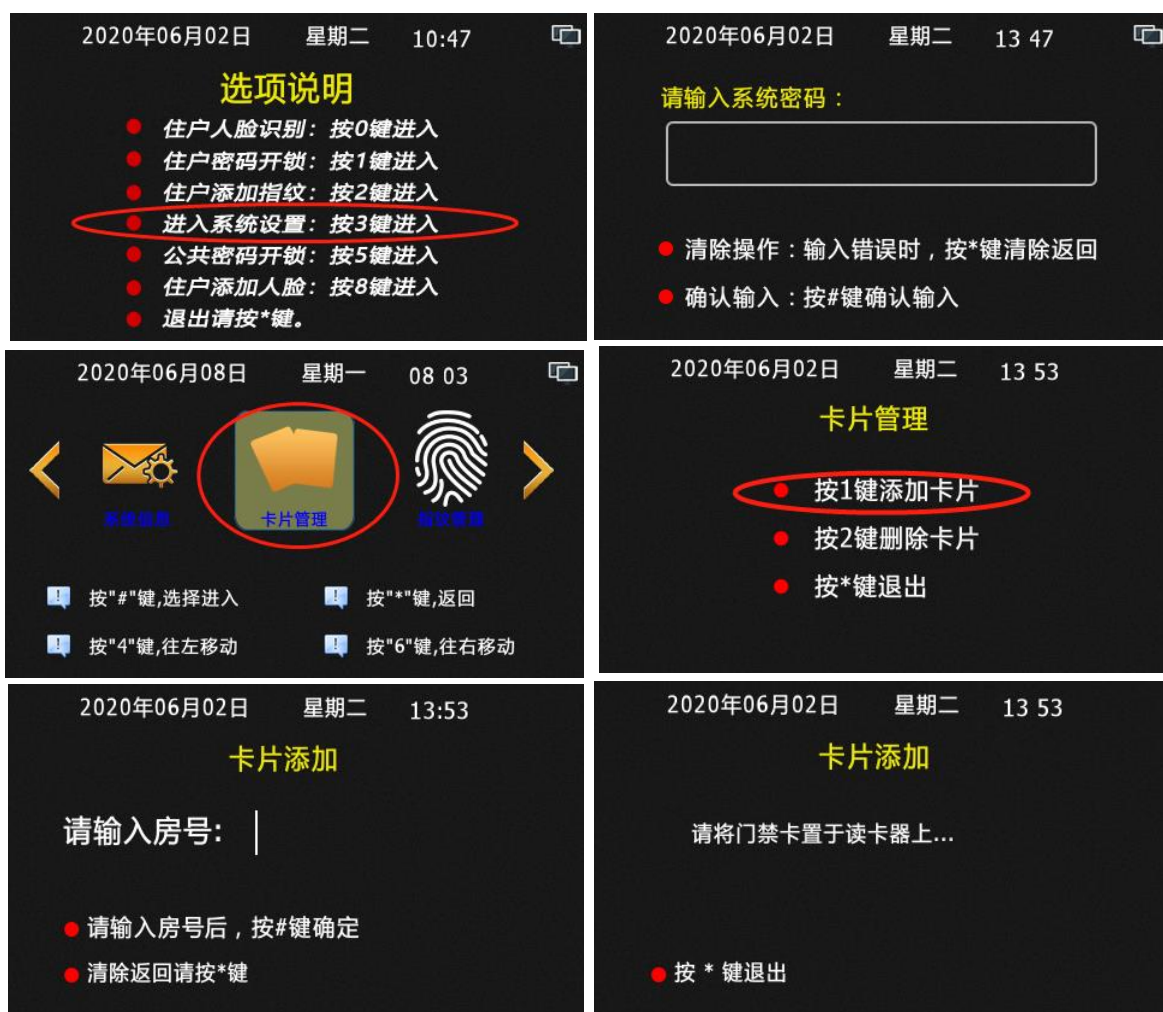 2020年06月02日 星期二 10:47
选项说明
住户人脸识别：按0键进入
住户密码开锁：按1键进入
住户添加指纹：按2键进入
进入系统设置：按3键进入
公共密码开锁：按5键进入
住户添加人脸：按8键进入
退出请按*键。
2020年06月02日 星期二 13 47
请输入系统密码：
清除操作：输入错误时，按*键清除返回
确认输入：按#键确认输入
2020年06月08日 星期一 08 03
系统信息 卡片管理 指纹管理
按"#"键,选择进入 按"*"键,返回
按"4"键,往左移动 按"6"键,往右移动
2020年06月02日 星期二 13 53
卡片管理
按1键添加卡片
按2键删除卡片
按*键退出
2020年06月02日 星期二 13:53
卡片添加
请输入房号:
请输入房号后，按#键确定
清除返回请按*键
2020年06月02日 星期二 13 53
卡片添加
请将门禁卡置于读卡器上...
按 * 键退出